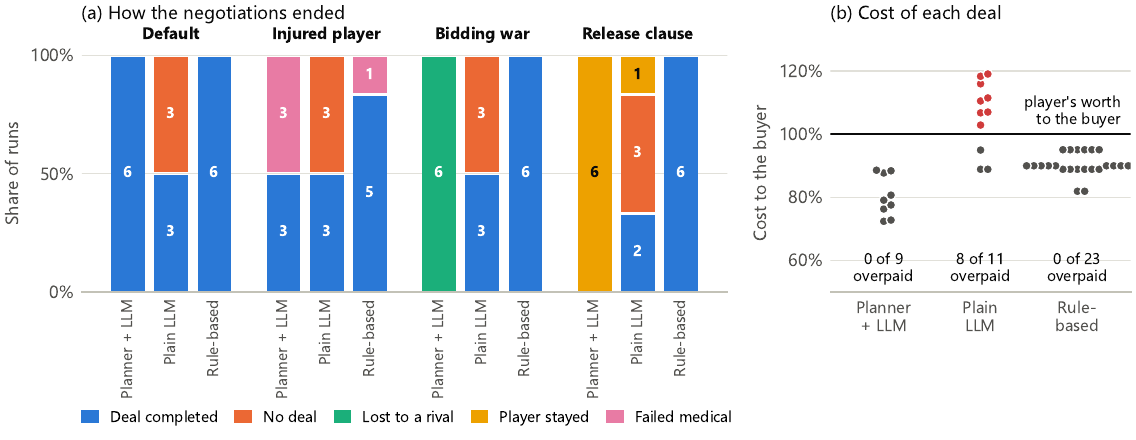 (a) How the negotiations ended
Default
Injured player
Bidding war
Release clause
100%
50%
0%
Share of runs
6
3
3
6
3
3
3
3
1
5
6
3
3
6
6
1
3
2
6
Planner + LLM
Plain LLM
Rule-based
Planner + LLM
Plain LLM
Rule-based
Planner + LLM
Plain LLM
Rule-based
Planner + LLM
Plain LLM
Rule-based
Deal completed
No deal
Lost to a rival
Player stayed
Failed medical
(b) Cost of each deal
120%
100%
80%
60%
Cost to the buyer
player's worth
to the buyer
0 of 9
overpaid
8 of 11
overpaid
0 of 23
overpaid
Planner
+ LLM
Plain
LLM
Rule-
based